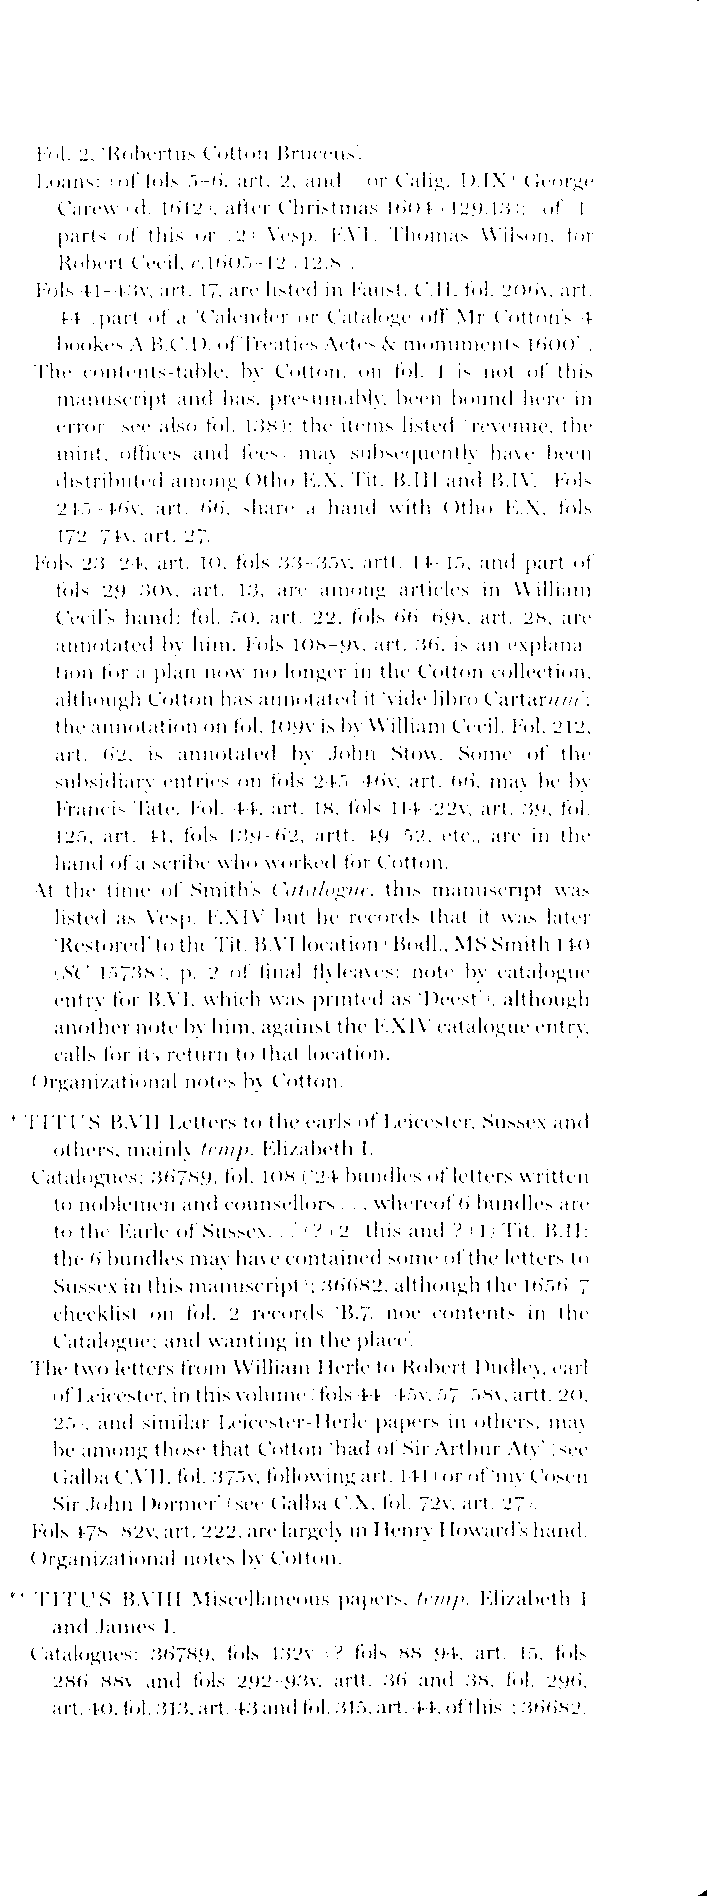 Fol. 2, 'Robertus Cotton Bruceus'.
Loans: (of fols 5–6, art. 2, and or Calig. D.IX) George
Carew (d. 1612), after Christmas 1604 (129.13); of 1
parts of this or (2) Vesp. F.VI, Thomas Wilson, for
Robert Cecil, c.1605–12 (12.8).
Fols 41–43v, art. 17, are listed in Faust. C.II, fol. 206v, art.
44 (part of a 'Calender or Cataloge off Mr Cotton's 4
bookes A.B.C.D. of Treaties Actes & monuments 1600').
The contents-table, by Cotton, on fol. 1 is not of this
manuscript and has, presumably, been bound here in
error (see also fol. 138); the items listed (revenue, the
mint, offices and fees) may subsequently have been
distributed among Otho E.X, Tit. B.III and B.IV. Fols
245–46v, art. 66, share a hand with Otho E.X, fols
172–74v, art. 27.
Fols 23–24, art. 10, fols 33–35v, artt. 14–15, and part of
fols 29–30v, art. 13, are among articles in William
Cecil's hand; fol. 50, art. 22, fols 66–69v, art. 28, are
annotated by him. Fols 108–9v, art. 36, is an explana-
tion for a plan now no longer in the Cotton collection,
although Cotton has annotated it 'vide libro Cartarum';
the annotation on fol. 109v is by William Cecil. Fol. 212,
art. 62, is annotated by John Stow. Some of the
subsidiary entries on fols 245–46v, art. 66, may be by
Francis Tate. Fol. 44, art. 18, fols 114–22v, art. 39, fol.
125, art. 41, fols 139–62, artt. 49–52, etc., are in the
hand of a scribe who worked for Cotton.
At the time of Smith's Catalogue, this manuscript was
listed as Vesp. F.XIV but he records that it was later
'Restored' to the Tit. B.VI location (Bodl., MS Smith 140
(SC 15738), p. 2 of final flyleaves: note by catalogue
entry for B.VI, which was printed as 'Deest'), although
another note by him, against the F.XIV catalogue entry,
calls for its return to that location.
Organizational notes by Cotton.
* TITUS B.VII Letters to the earls of Leicester, Sussex and
others, mainly temp. Elizabeth I.
Catalogues: 36789, fol. 108 ('24 bundles of letters written
to noblemen and counsellors . . . whereof 6 bundles are
to the Earle of Sussex. . .' (? (2) this and ? (1) Tit. B.II:
the 6 bundles may have contained some of the letters to
Sussex in this manuscript); 36682, although the 1656–7
checklist on fol. 2 records 'B.7. noe contents in the
Catalogue; and wanting in the place'.
The two letters from William Herle to Robert Dudley, earl
of Leicester, in this volume (fols 44–45v, 57–58v, artt. 20,
25), and similar Leicester-Herle papers in others, may
be among those that Cotton 'had of Sir Arthur Aty' (see
Galba C.VII, fol. 375v, following art. 141) or of 'my Cosen
Sir John Dormer' (see Galba C.X, fol. 72v, art. 27).
Fols 478–82v, art. 222, are largely in Henry Howard's hand.
Organizational notes by Cotton.
** TITUS B.VIII Miscellaneous papers, temp. Elizabeth I
and James I.
Catalogues: 36789, fols 132v (? fols 88–94, art. 15, fols
286–88v and fols 292–93v, artt. 36 and 38, fol. 296,
art. 40, fol. 313, art. 43 and fol. 315, art. 44, of this); 36682.